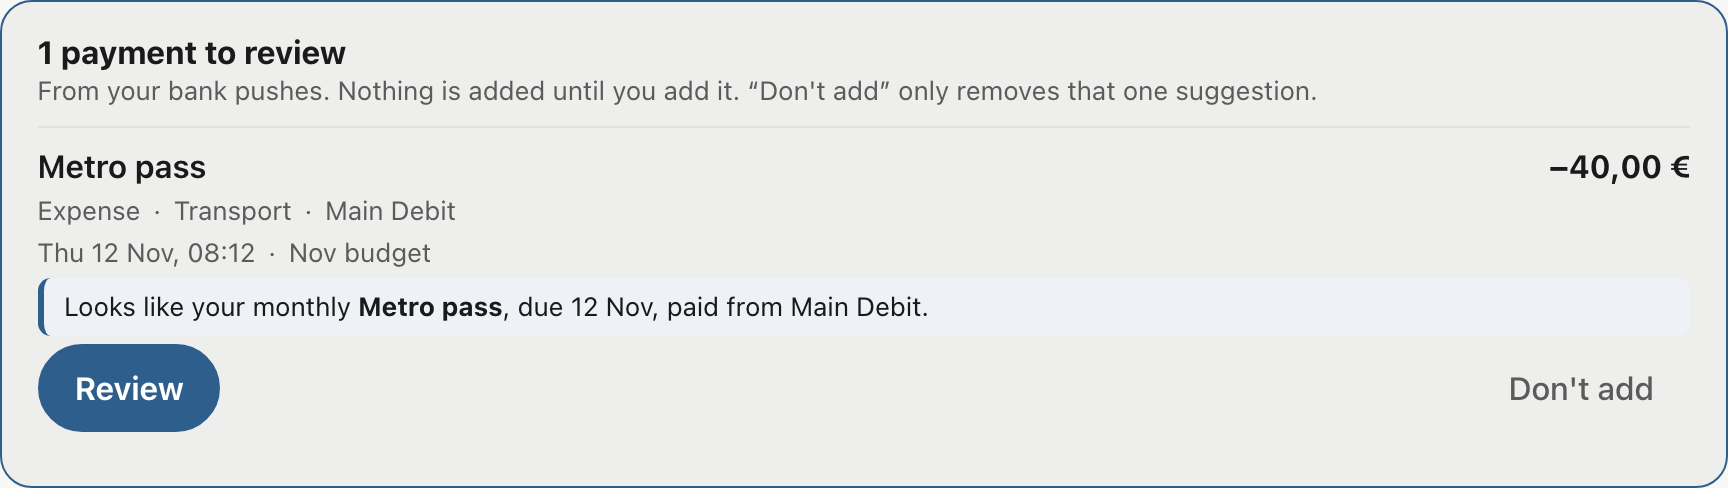 1 payment to review
From your bank pushes. Nothing is added until you add it. “Don't add” only removes that one suggestion.
Metro pass
−40,00 €
Expense · Transport · Main Debit
Thu 12 Nov, 08:12 · Nov budget
Looks like your monthly Metro pass, due 12 Nov, paid from Main Debit.
Review
Don't add